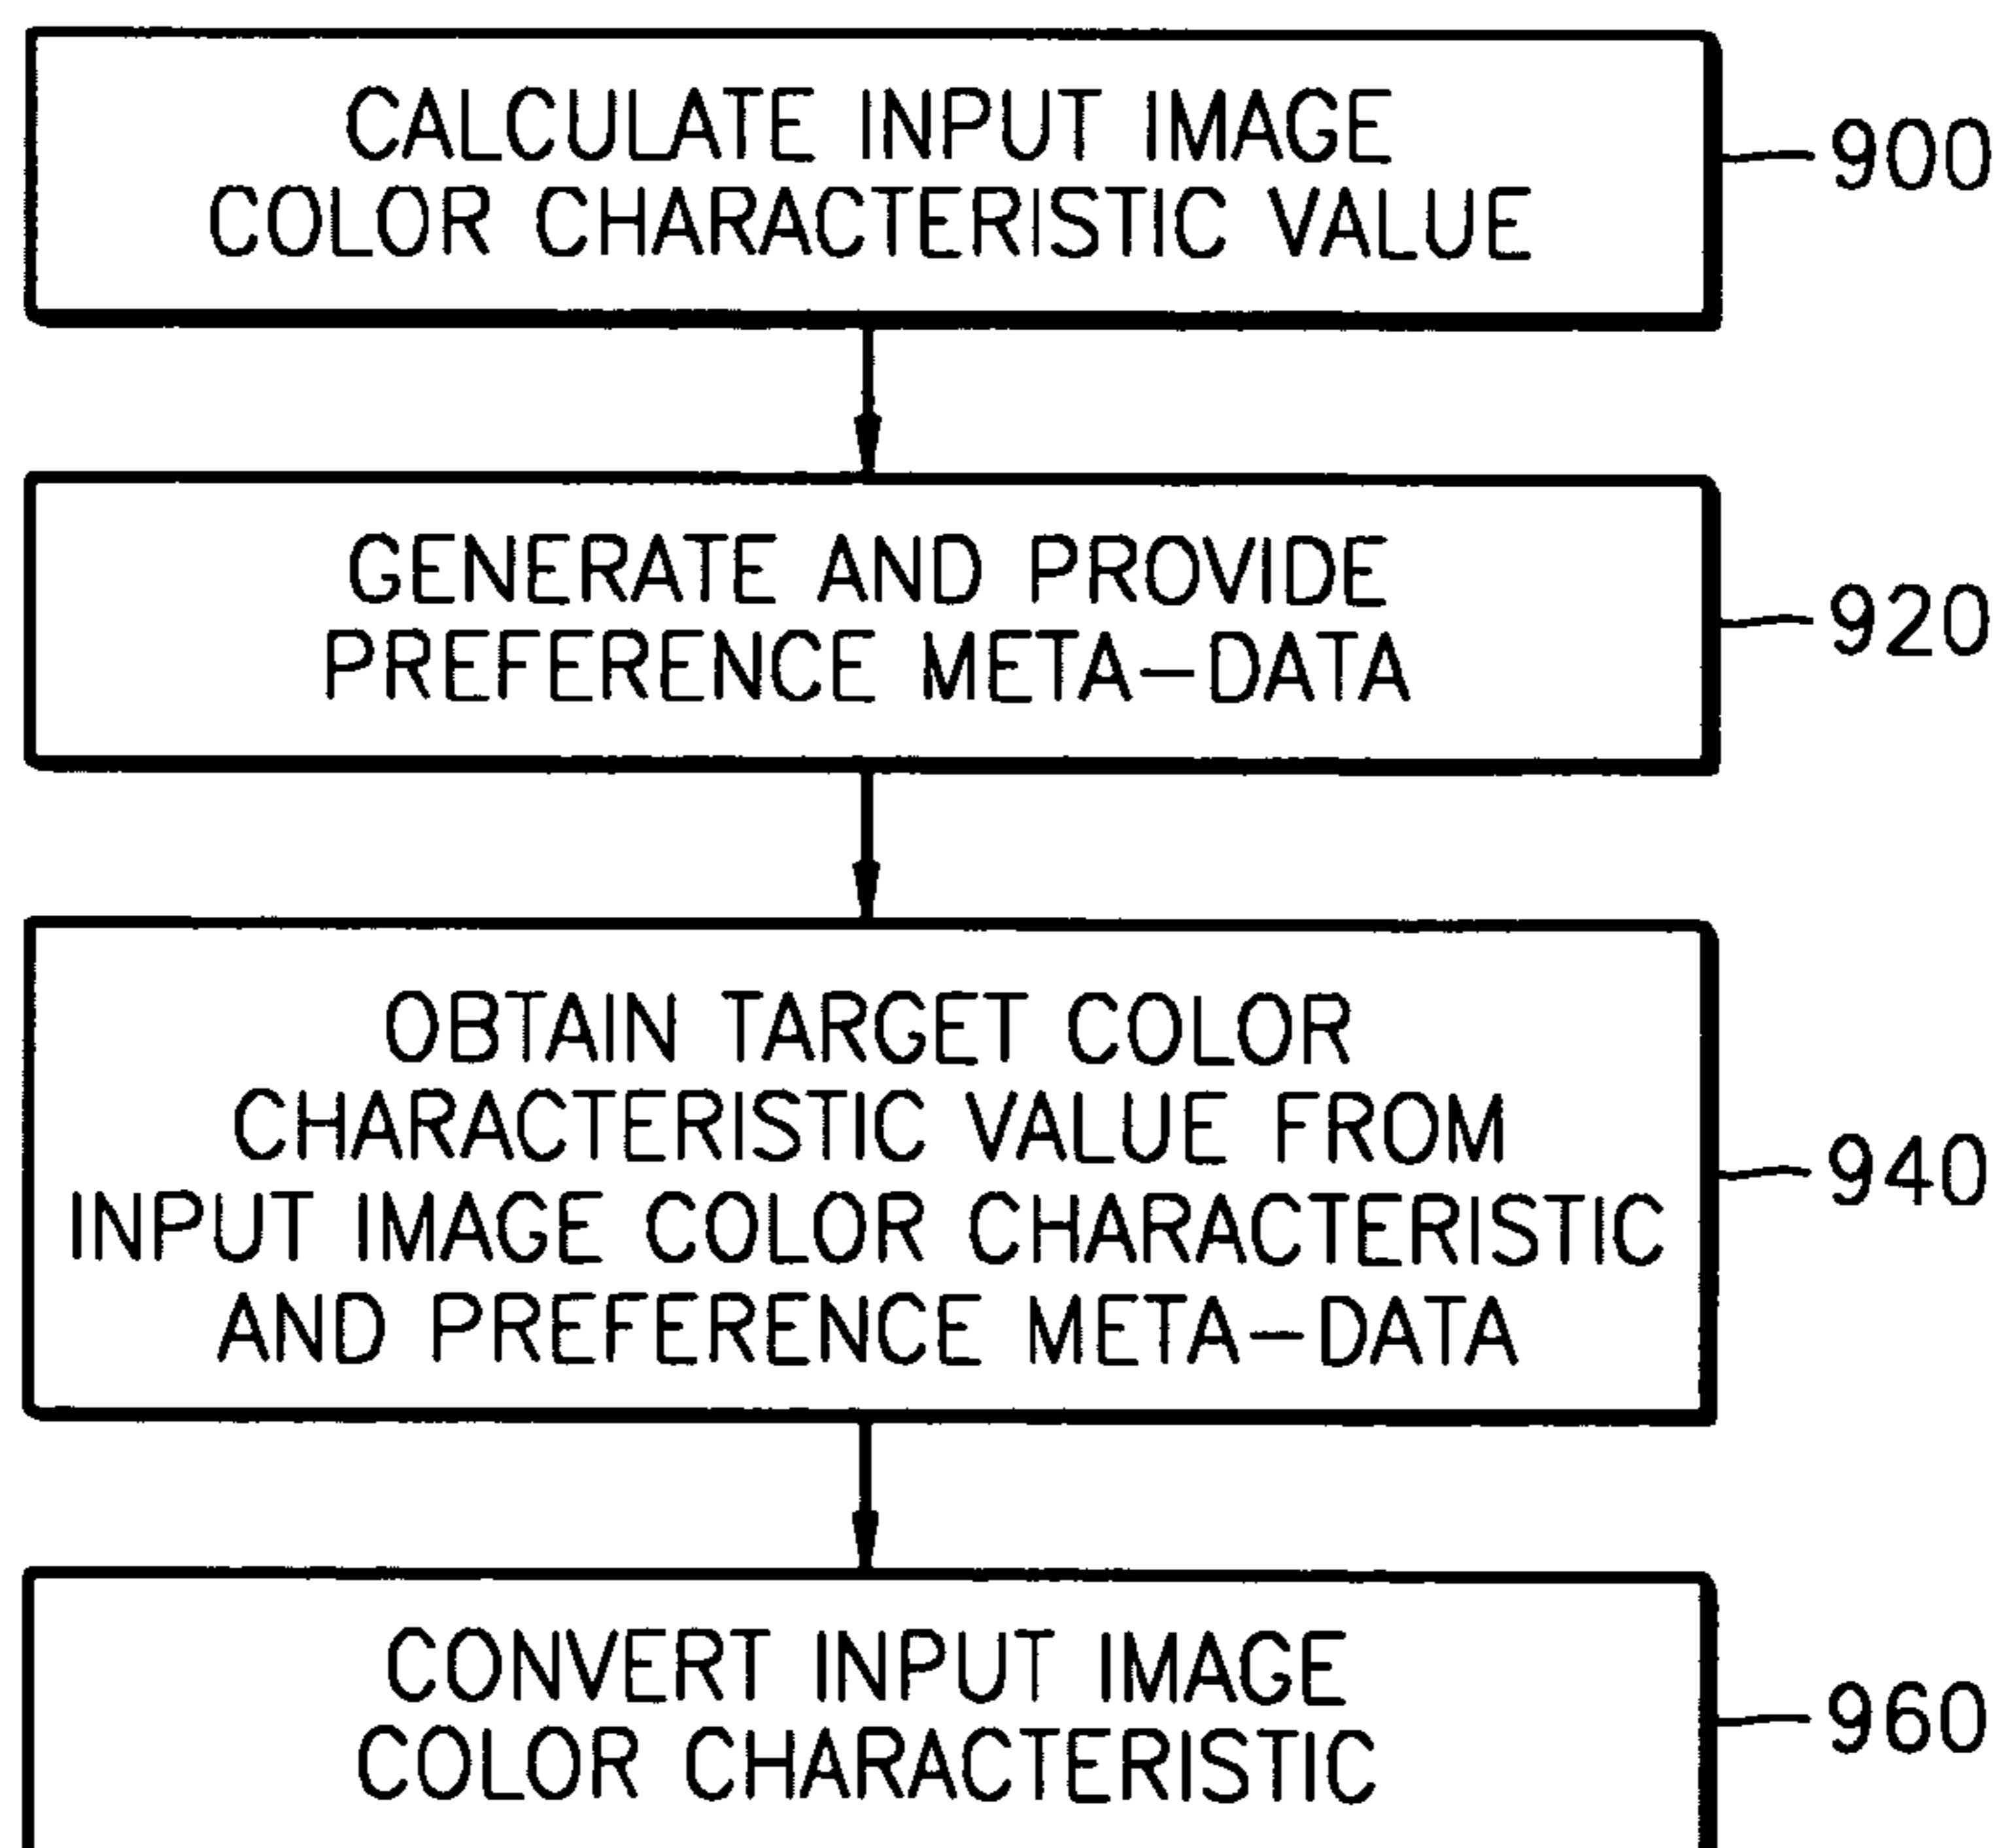 CALCULATE INPUT IMAGE
COLOR CHARACTERISTIC VALUE
900
GENERATE AND PROVIDE
PREFERENCE META-DATA
920
OBTAIN TARGET COLOR
CHARACTERISTIC VALUE FROM
INPUT IMAGE COLOR CHARACTERISTIC
AND PREFERENCE META-DATA
940
CONVERT INPUT IMAGE
COLOR CHARACTERISTIC
960